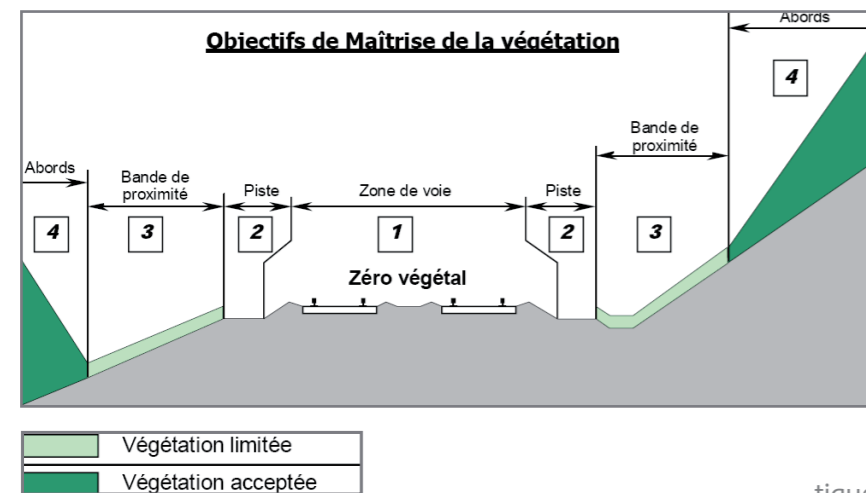 Abords
Objectifs de Maîtrise de la végétation
4
Bande de
proximité
Abords
Bande de
proximité
Piste
Zone de voie
Piste
4
3
2
1
2
3
Zéro végétal
Végétation limitée
Végétation acceptée